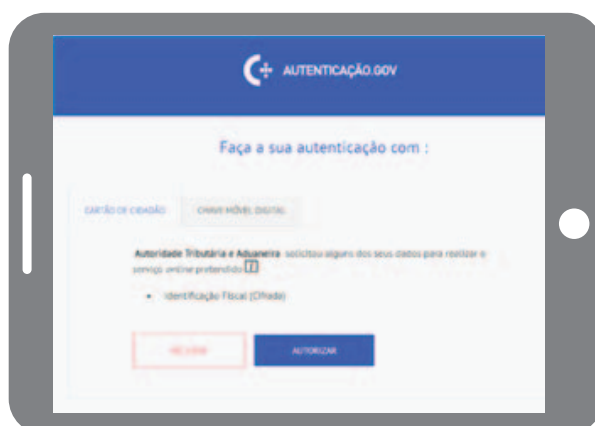 AUTENTICAÇÃO.GOV
Faça a sua autenticação com :
CARTÃO DE CIDADÃO CHAVE MÓVEL DIGITAL
Autoridade Tributária e Aduaneira solicitou alguns dos seus dados para realizar o
serviço online pretendido
• Identificação Fiscal (Cifrada)
RECUSAR AUTORIZAR